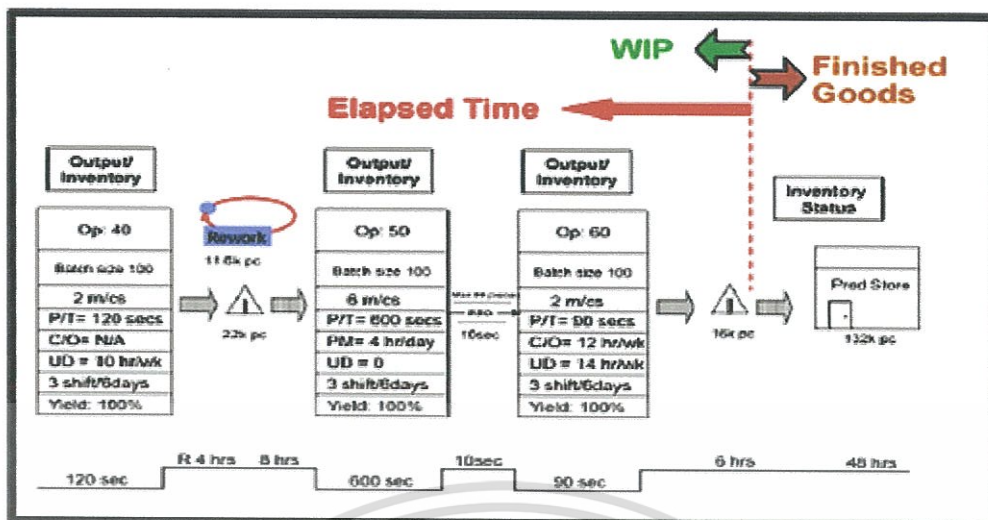 WIP
Finished
Goods
Elapsed Time
Output/
Inventory
Output/
Inventory
Output/
Inventory
Inventory
Status
Op: 40
Batch size 100
2 m/cs
P/T= 120 secs
C/O= N/A
UD = 10 hr/wk
3 shift/6days
Yield: 100%
Rework
11.6k pc
22k pc
Op: 50
Batch size 100
6 m/cs
P/T= 600 secs
PM= 4 hr/day
UD = 0
3 shift/6days
Yield: 100%
10sec
Op: 60
Batch size 100
2 m/cs
P/T= 90 secs
C/O= 12 hr/wk
UD = 14 hr/wk
3 shift/6days
Yield: 100%
16k pc
Prod Store
132k pc
120 sec
R 4 hrs
8 hrs
600 sec
10sec
90 sec
6 hrs
48 hrs